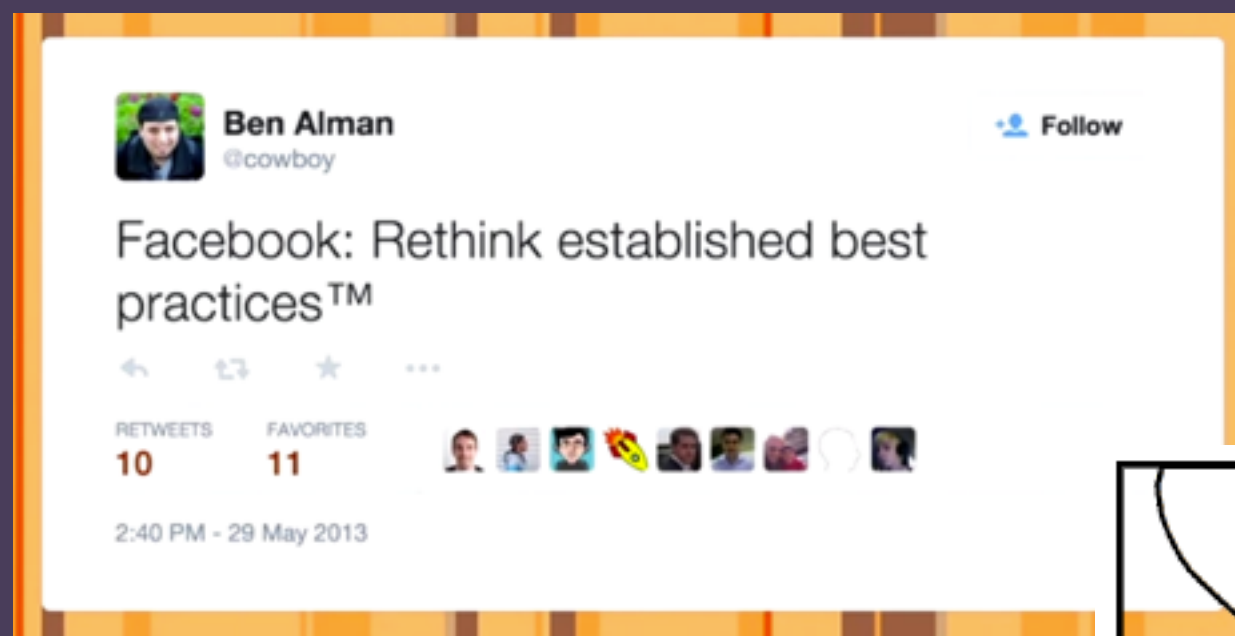 Ben Alman
Follow
@cowboy
Facebook: Rethink established best
practices™
RETWEETS FAVORITES
10 11
2:40 PM - 29 May 2013